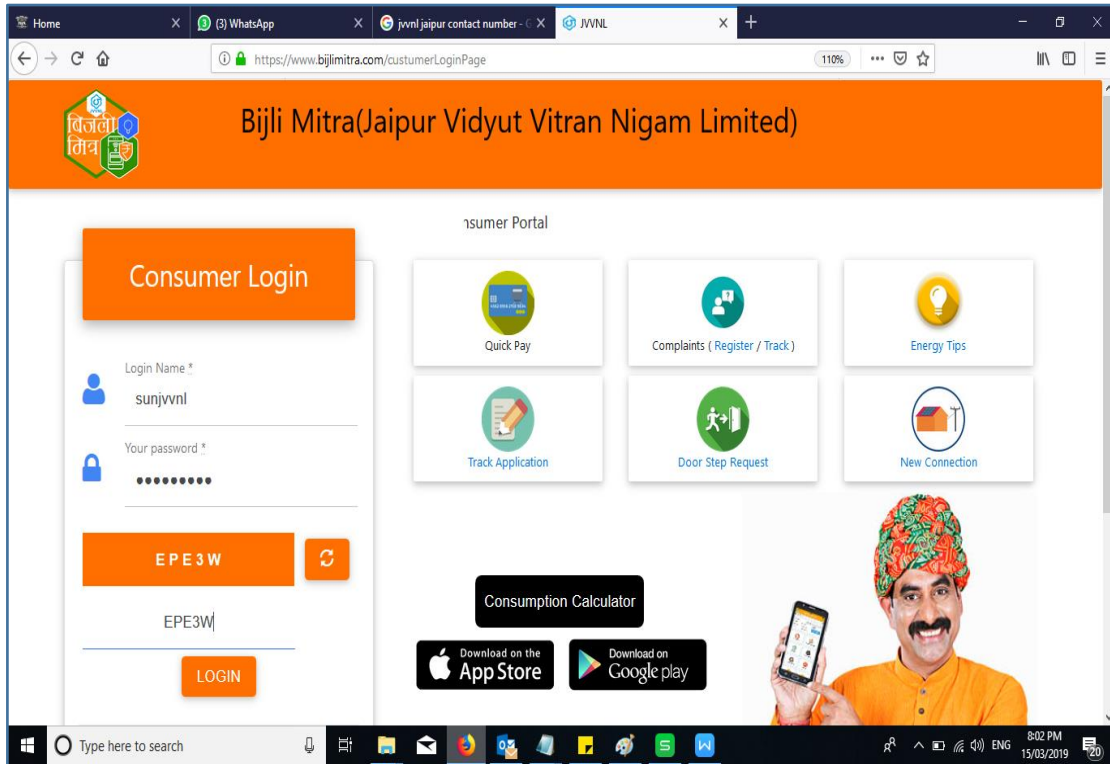 Home
(3) WhatsApp
jvvnl jaipur contact number - G
JVVNL
https://www.bijlimitra.com/custumerLoginPage
110%
बिजली
मित्र
Bijli Mitra(Jaipur Vidyut Vitran Nigam Limited)
nsumer Portal
Consumer Login
Login Name *
sunjvvnl
Your password *
EPE3W
EPE3W
LOGIN
Quick Pay
Complaints ( Register / Track )
Energy Tips
Track Application
Door Step Request
New Connection
Consumption Calculator
Download on the
App Store
Download on
Google play
Type here to search
ENG
8:02 PM
15/03/2019
20